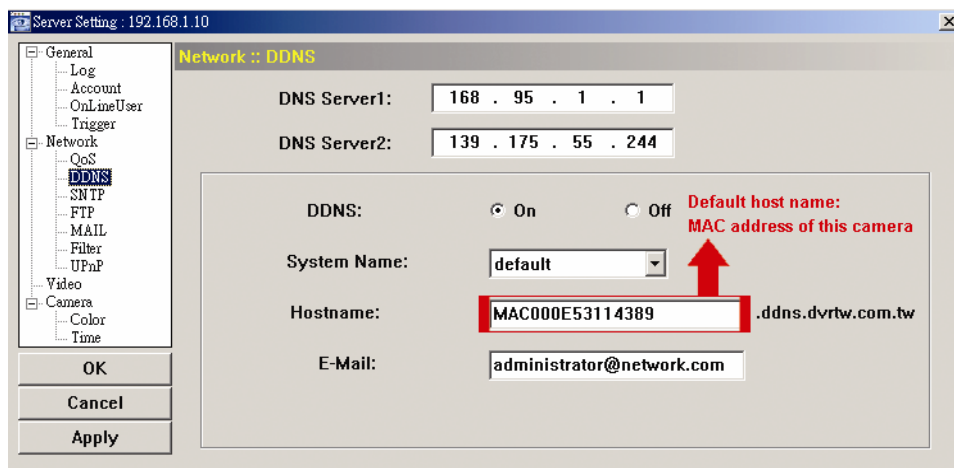 Server Setting : 192.168.1.10
General
Log
Account
OnLineUser
Trigger
Network
QoS
DDNS
SNTP
FTP
MAIL
Filter
UPnP
Video
Camera
Color
Time
OK
Cancel
Apply
Network :: DDNS
DNS Server1: 168 . 95 . 1 . 1
DNS Server2: 139 . 175 . 55 . 244
DDNS: On Off
Default host name:
MAC address of this camera
System Name: default
Hostname: MAC000E53114389 .ddns.dvrtw.com.tw
E-Mail: administrator@network.com